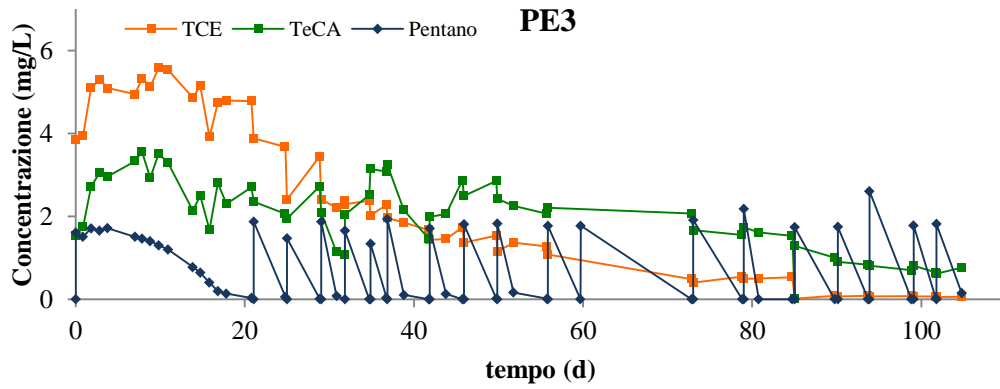 PE3
TCE TeCA Pentano
Concentrazione (mg/L)
6
4
2
0
0 20 40 60 80 100
tempo (d)